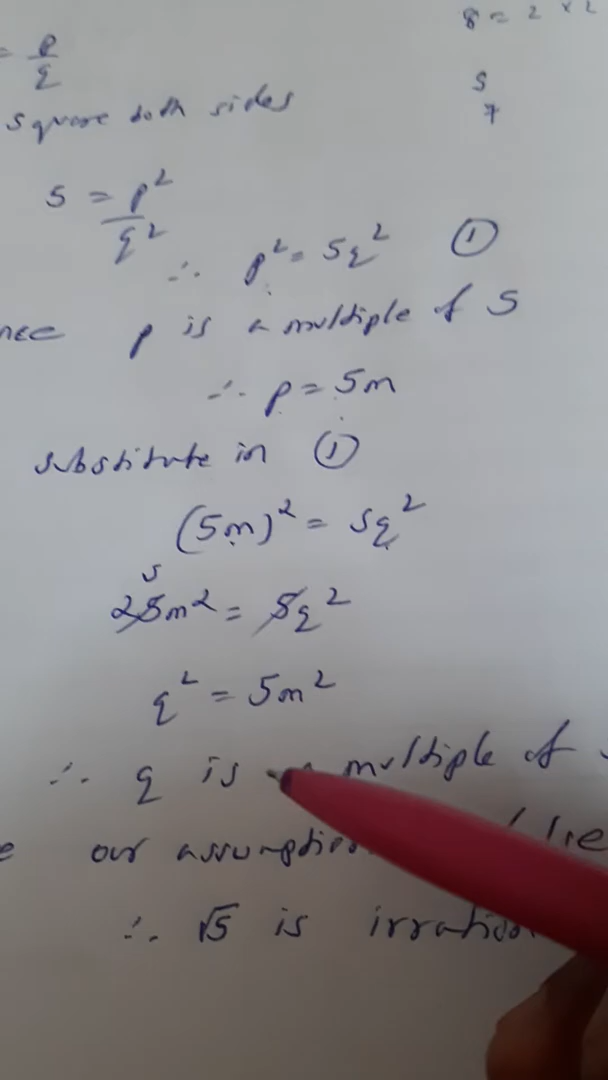 8 = 2 × 2
= p/q
5
7
square both sides
5 = p²/q²
∴ p² = 5q² ①
p is a multiple of 5
∴ p = 5m
substitute in ①
(5m)² = 5q²
5
25m² = 5q²
q² = 5m²
∴ q is multiple of
our assumption
∴ √5 is irration